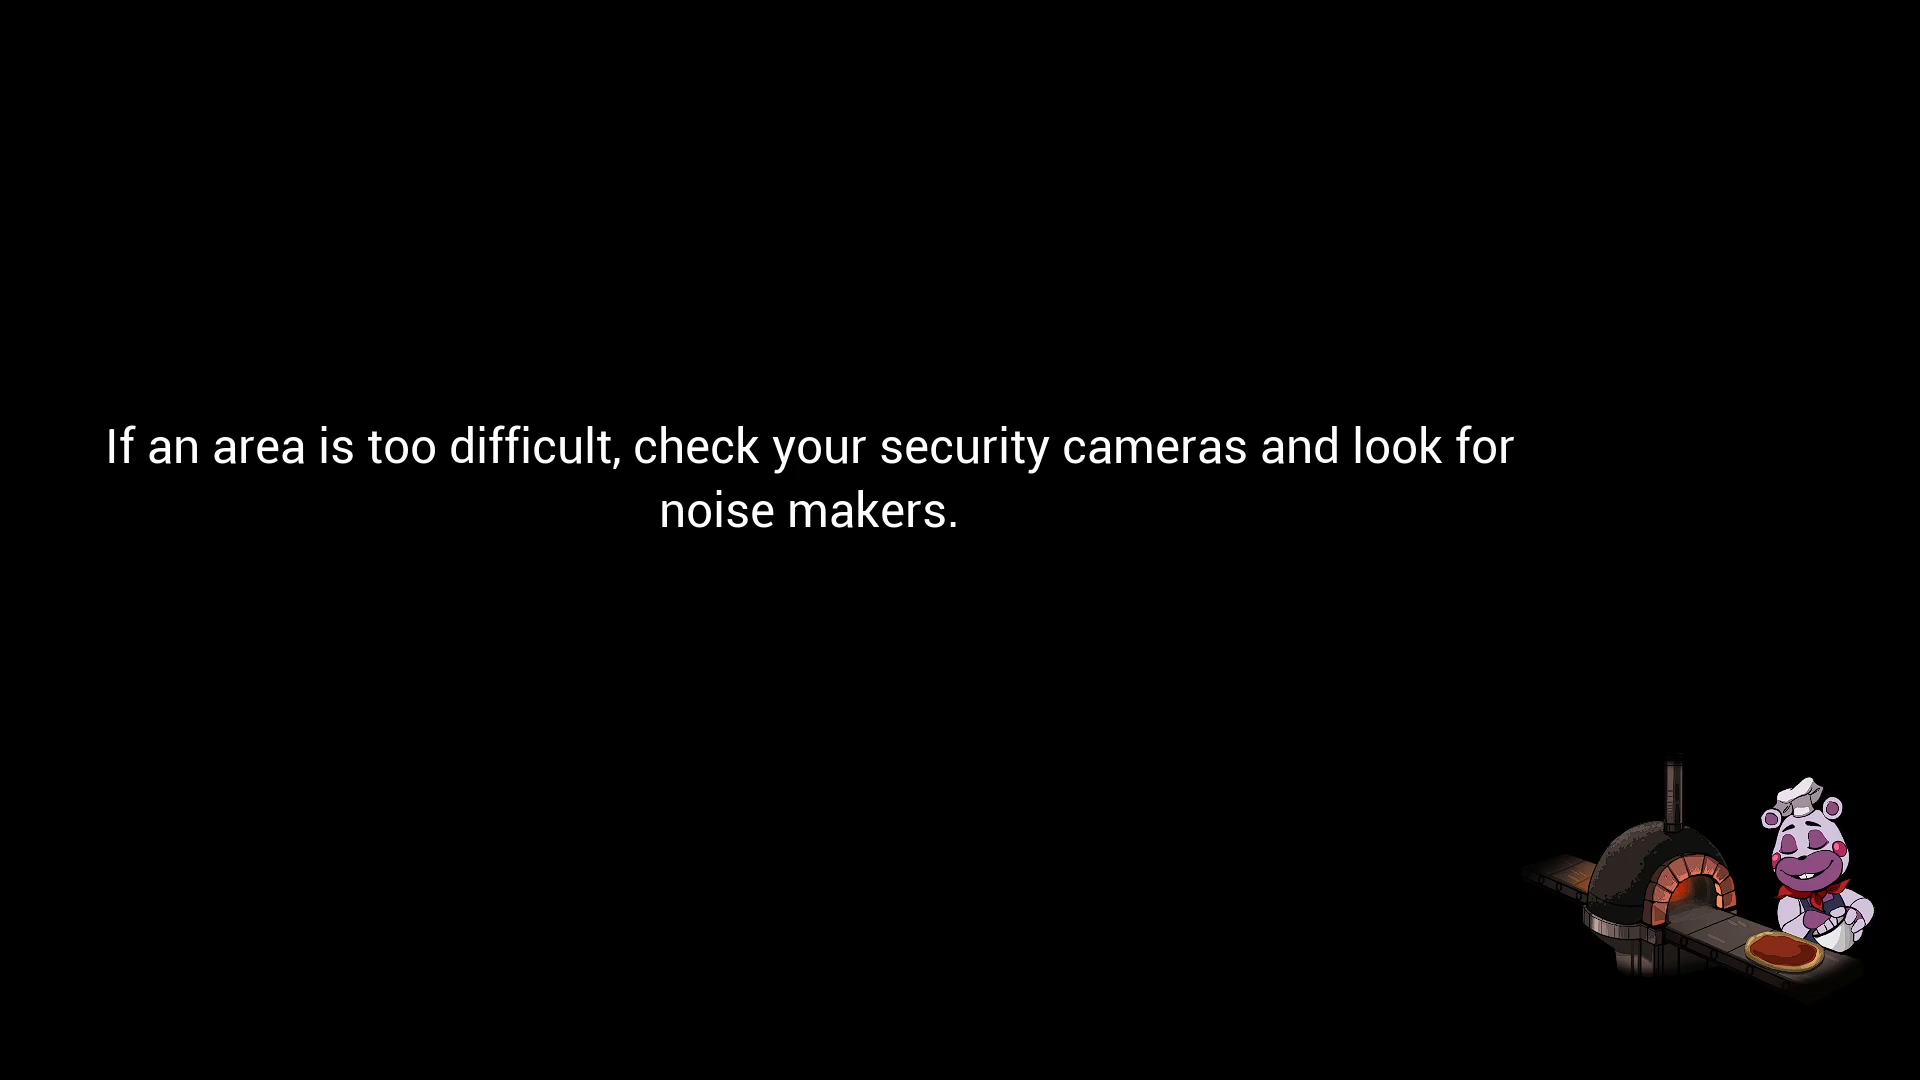 If an area is too difficult, check your security cameras and look for
noise makers.